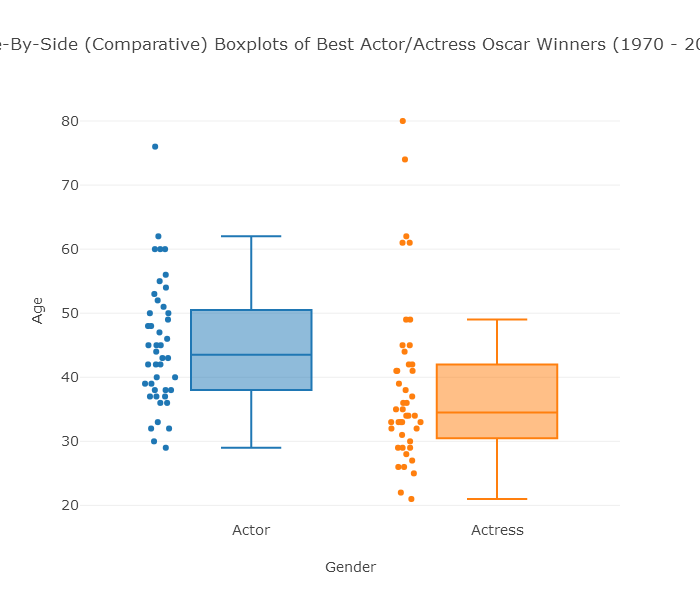 e-By-Side (Comparative) Boxplots of Best Actor/Actress Oscar Winners (1970 - 20
80
70
60
50
40
30
20
Age
Actor Actress
Gender